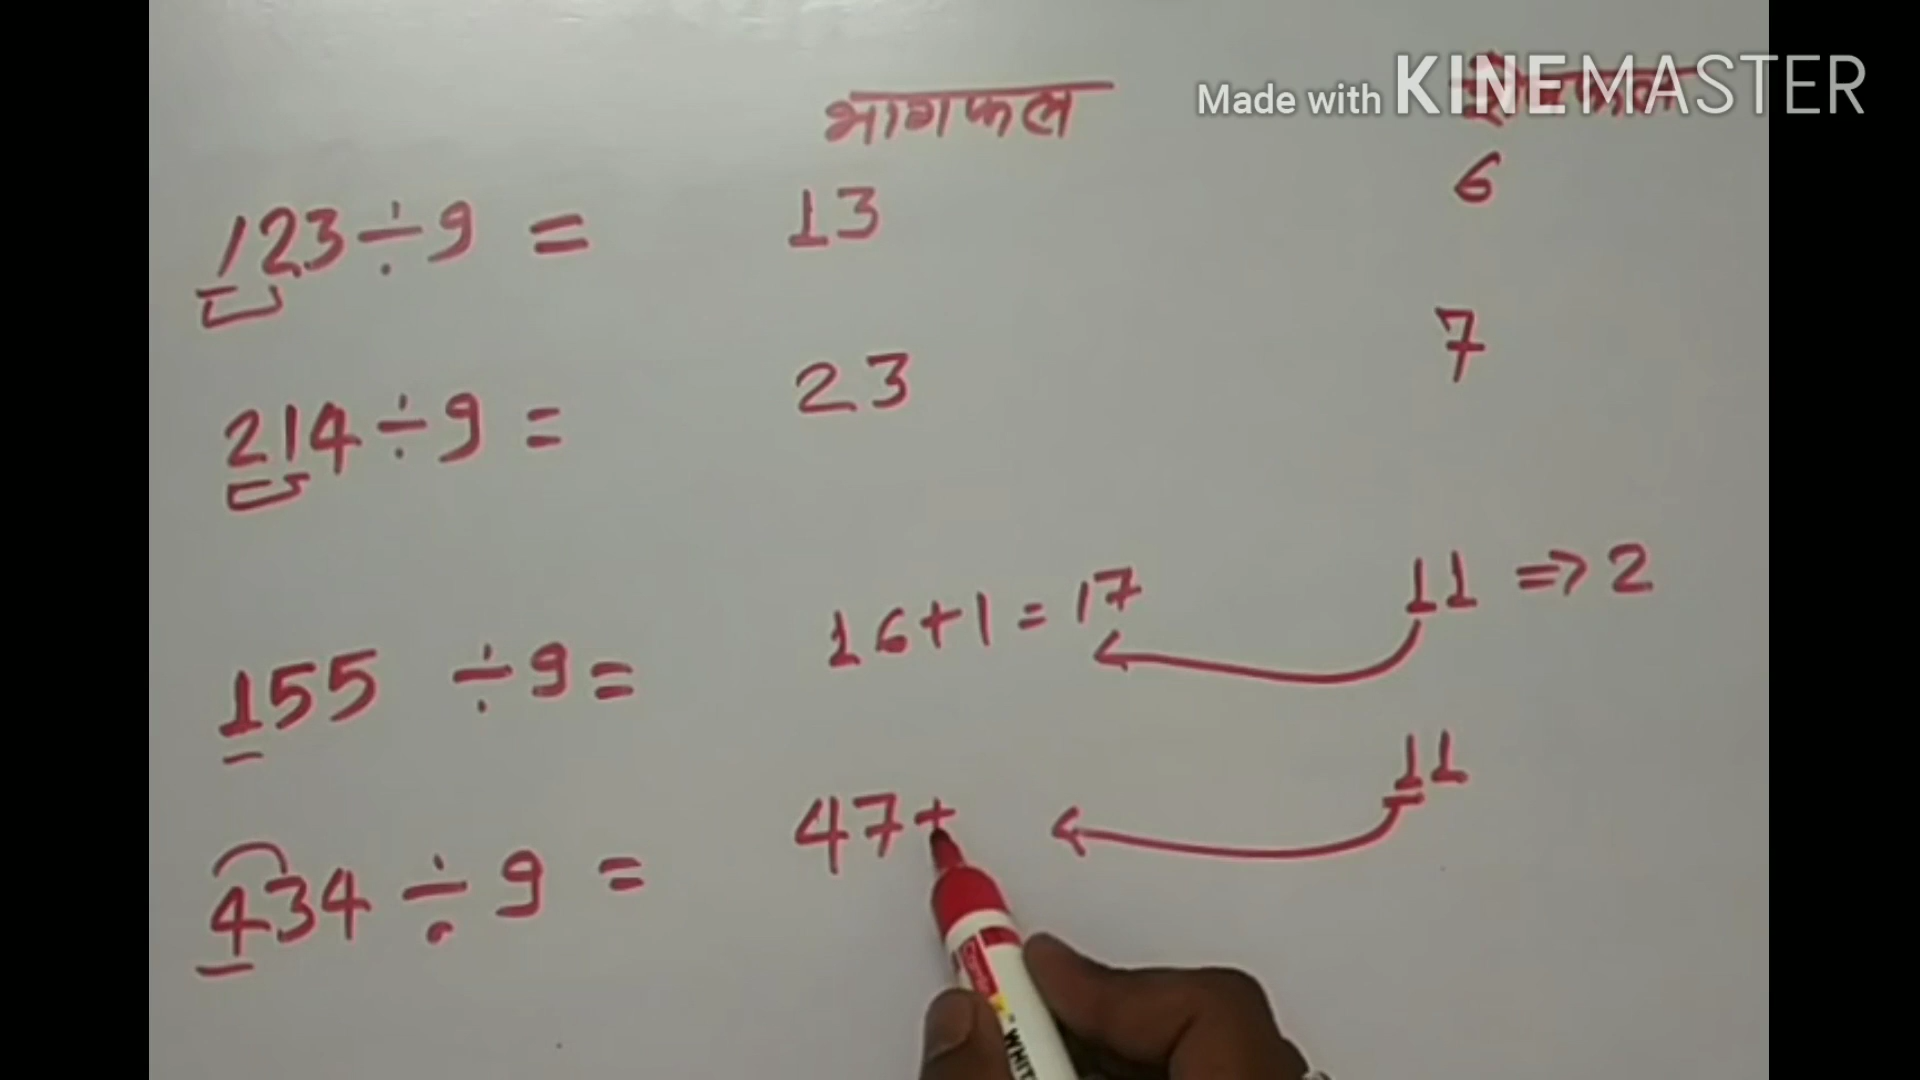 Made with KINEMASTER
भागफल
123÷9 = 13 6
214÷9 = 23 7
155 ÷9= 16+1=17 11 ⇒ 2
434 ÷ 9 = 47+ 11
WHIT